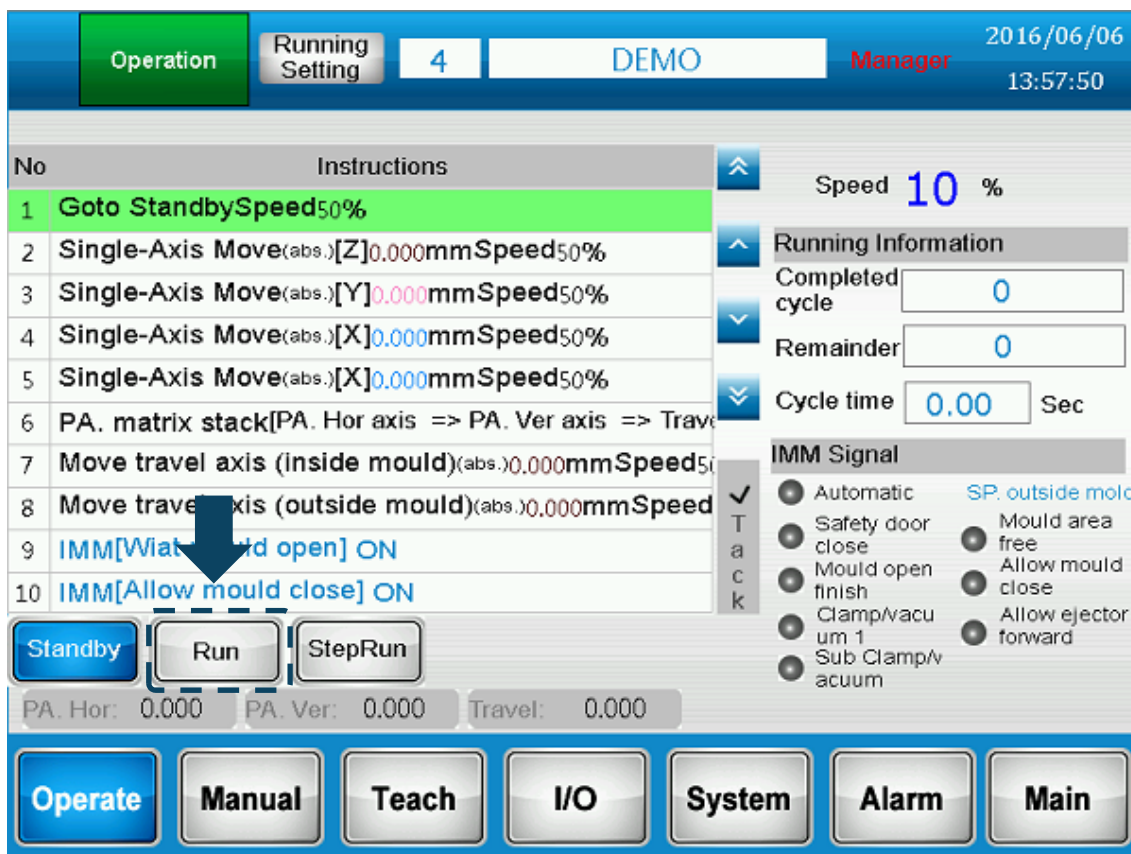 Operation
Running
Setting
4
DEMO
Manager
2016/06/06
13:57:50
No Instructions
1 Goto StandbySpeed50%
2 Single-Axis Move(abs.)[Z]0.000mmSpeed50%
3 Single-Axis Move(abs.)[Y]0.000mmSpeed50%
4 Single-Axis Move(abs.)[X]0.000mmSpeed50%
5 Single-Axis Move(abs.)[X]0.000mmSpeed50%
6 PA. matrix stack[PA. Hor axis => PA. Ver axis => Trave
7 Move travel axis (inside mould)(abs.)0.000mmSpeed5
8 Move travel axis (outside mould)(abs.)0.000mmSpeed
9 IMM[Wiat d open] ON
10 IMM[Allow mould close] ON
Track
Speed 10 %
Running Information
Completed
cycle
0
Remainder 0
Cycle time 0.00 Sec
IMM Signal
Automatic
SP. outside mold
Safety door
close
Mould area
free
Mould open
finish
Allow mould
close
Clamp/vacu
um 1
Allow ejector
forward
Sub Clamp/v
acuum
Standby Run StepRun
PA. Hor: 0.000 PA. Ver: 0.000 Travel: 0.000
Operate Manual Teach I/O System Alarm Main